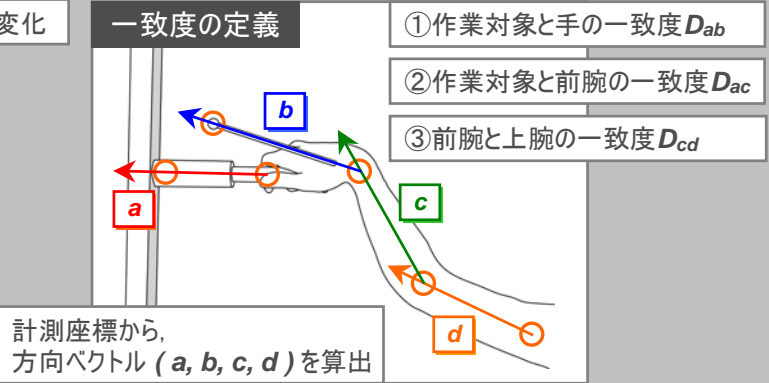 変化
一致度の定義
①作業対象と手の一致度Dab
②作業対象と前腕の一致度Dac
③前腕と上腕の一致度Dcd
b
a
c
d
計測座標から,
方向ベクトル ( a, b, c, d ) を算出